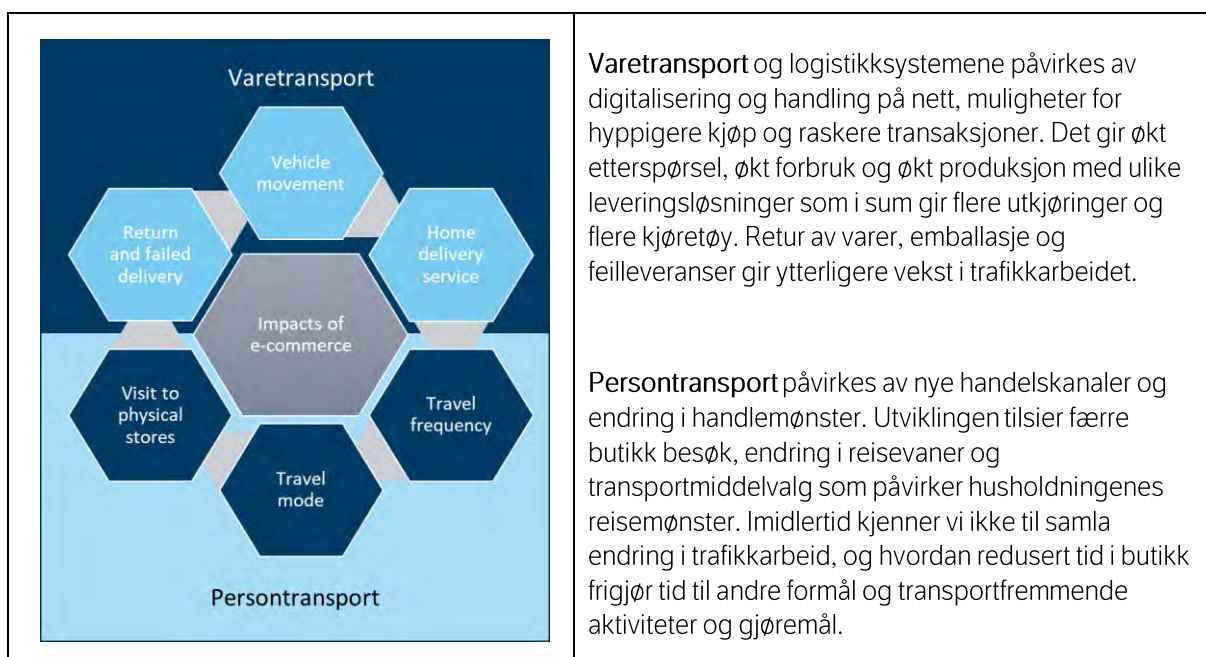 Varetransport
Vehicle
movement
Return
and failed
delivery
Home
delivery
service
Impacts of
e-commerce
Visit to
physical
stores
Travel
frequency
Travel
mode
Persontransport
Varetransport og logistikksystemene påvirkes av
digitalisering og handling på nett, muligheter for
hyppigere kjøp og raskere transaksjoner. Det gir økt
etterspørsel, økt forbruk og økt produksjon med ulike
leveringsløsninger som i sum gir flere utkjøringer og
flere kjøretøy. Retur av varer, emballasje og
feilleveranser gir ytterligere vekst i trafikkarbeidet.
Persontransport påvirkes av nye handelskanaler og
endring i handlemønster. Utviklingen tilsier færre
butikk besøk, endring i reisevaner og
transportmiddelvalg som påvirker husholdningenes
reisemønster. Imidlertid kjenner vi ikke til samla
endring i trafikkarbeid, og hvordan redusert tid i butikk
frigjør tid til andre formål og transportfremmende
aktiviteter og gjøremål.